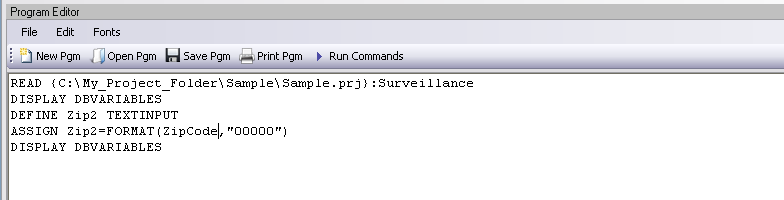 Program Editor
File Edit Fonts
New Pgm Open Pgm Save Pgm Print Pgm Run Commands
READ {C:\My_Project_Folder\Sample\Sample.prj}:Surveillance
DISPLAY DBVARIABLES
DEFINE Zip2 TEXTINPUT
ASSIGN Zip2=FORMAT(ZipCode,"00000")
DISPLAY DBVARIABLES